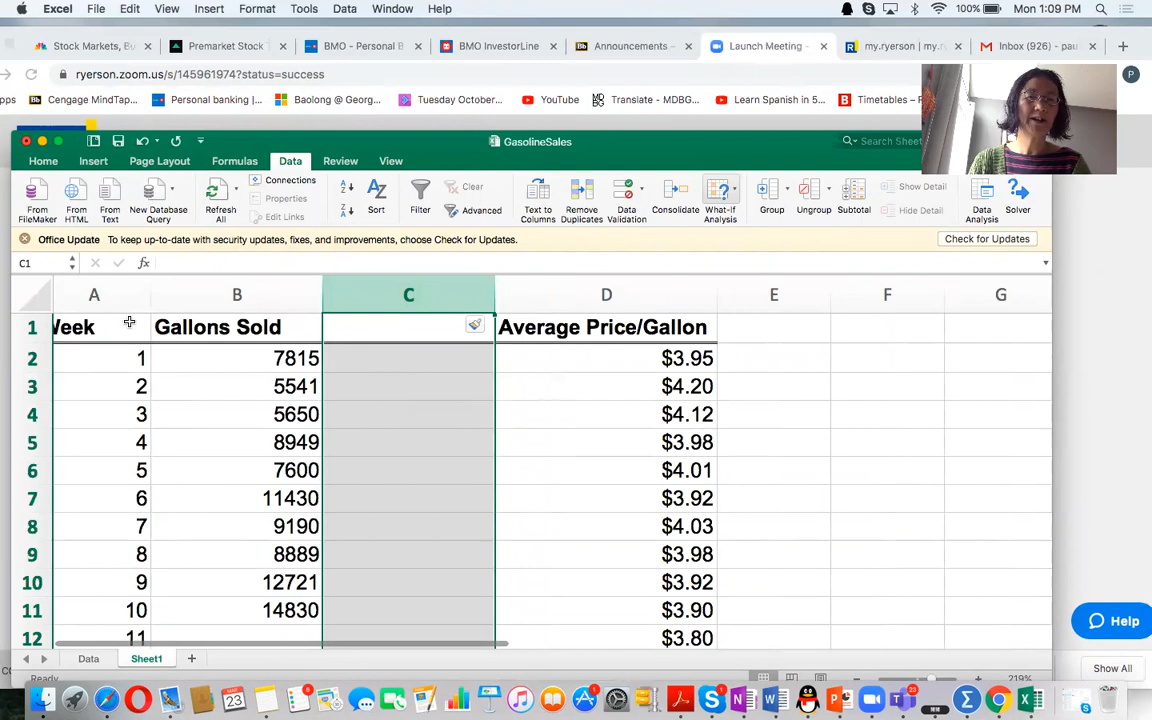 Excel File Edit View Insert Format Tools Data Window Help 100% Mon 1:09 PM
Stock Markets, Bu × Premarket Stock × BMO - Personal B × BMO InvestorLine × Bb Announcements – × Launch Meeting – × my.ryerson | my.r × Inbox (926) - pau × +
ryerson.zoom.us/s/145961974?status=success P
pps Bb Cengage MindTap... Personal banking |... Baolong @ Georg... Tuesday October... YouTube Translate - MDBG... Learn Spanish in 5... B Timetables –
GasolineSales Search Sheet
Home Insert Page Layout Formulas Data Review View
From FileMaker From HTML From Text New Database Query Refresh All Connections Properties Edit Links Sort Filter Clear Advanced Text to Columns Remove Duplicates Data Validation Consolidate What-If Analysis Group Ungroup Subtotal Show Detail Hide Detail Data Analysis Solver
Office Update To keep up-to-date with security updates, fixes, and improvements, choose Check for Updates. Check for Updates
C1 fx
A B C D E F G
1 Week Gallons Sold Average Price/Gallon
2 1 7815 $3.95
3 2 5541 $4.20
4 3 5650 $4.12
5 4 8949 $3.98
6 5 7600 $4.01
7 6 11430 $3.92
8 7 9190 $4.03
9 8 8889 $3.98
10 9 12721 $3.92
11 10 14830 $3.90
12 11 $3.80
Help
Data Sheet1 +
Show All
Ready 219%